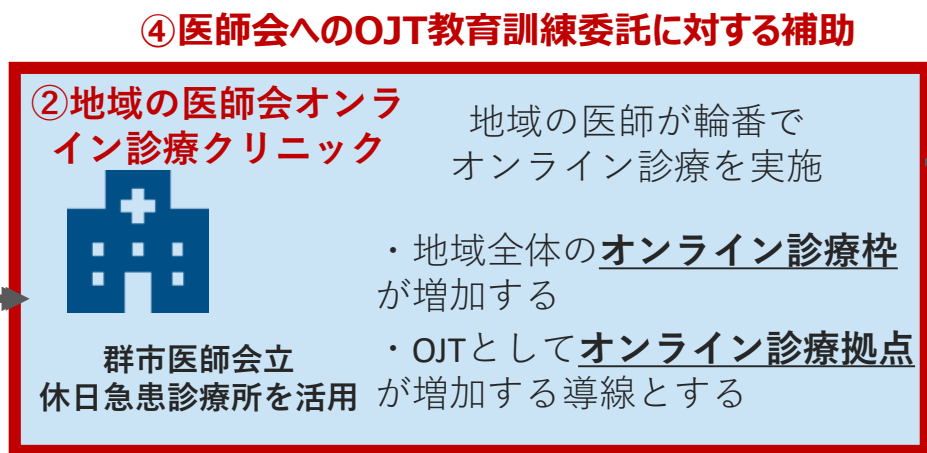 ④医師会へのOJT教育訓練委託に対する補助
②地域の医師会オンラ
イン診療クリニック
地域の医師が輪番で
オンライン診療を実施
・地域全体のオンライン診療枠
が増加する
・OJTとしてオンライン診療拠点
が増加する導線とする
群市医師会立
休日急患診療所を活用